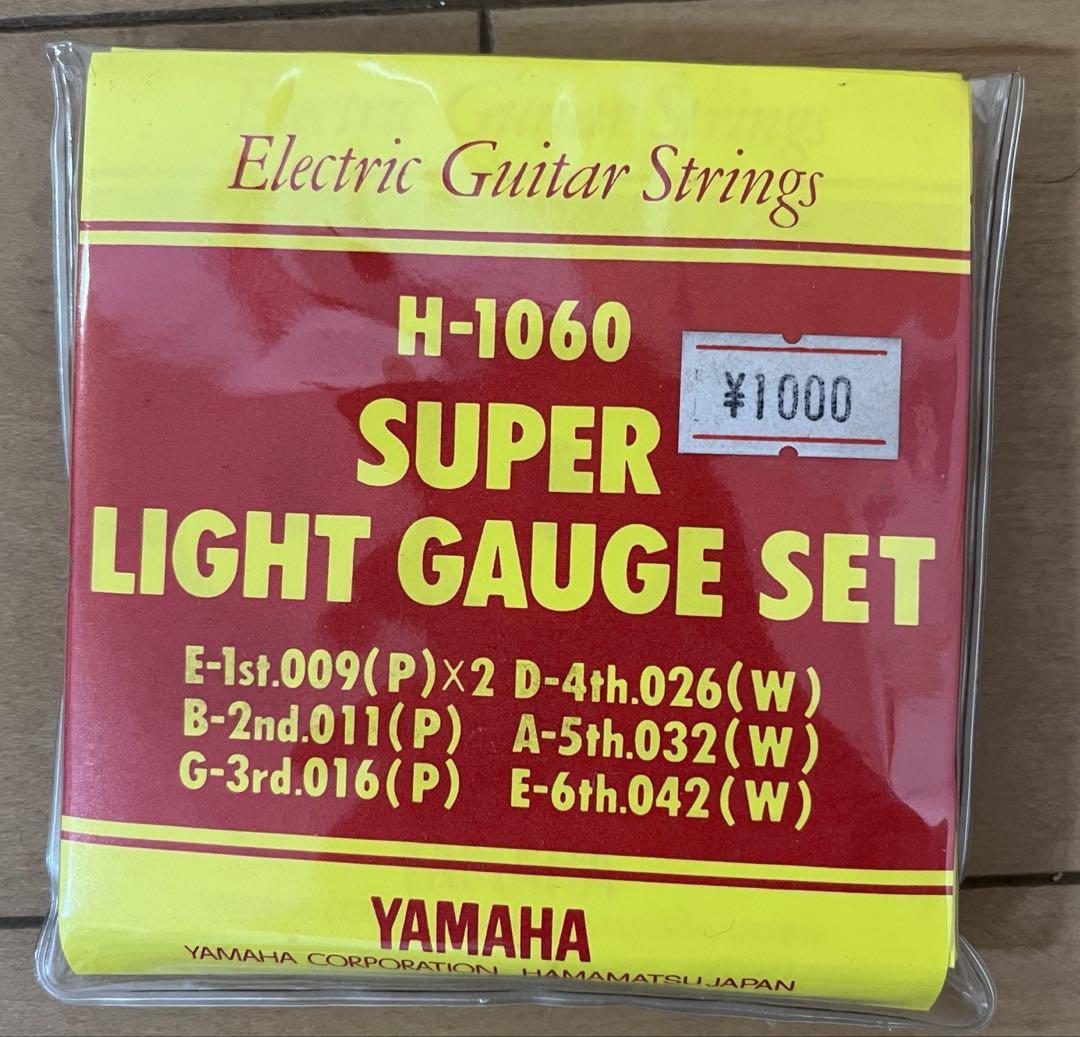 Electric Guitar Strings
H-1060
¥1000
SUPER
LIGHT GAUGE SET
E-1st.009(P)×2 D-4th.026(W)
B-2nd.011(P) A-5th.032(W)
G-3rd.016(P) E-6th.042(W)
YAMAHA
YAMAHA CORPORATION HAMAMATSU JAPAN